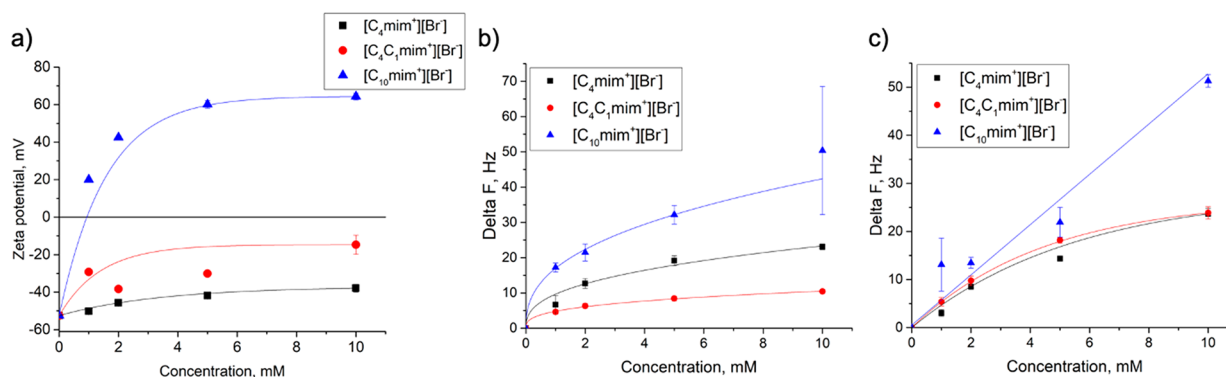 a)
[C₄mim⁺][Br⁻]
[C₄C₁mim⁺][Br⁻]
[C₁₀mim⁺][Br⁻]
80
60
40
20
0
-20
-40
-60
Zeta potential, mV
0 2 4 6 8 10
Concentration, mM
b)
[C₄mim⁺][Br⁻]
[C₄C₁mim⁺][Br⁻]
[C₁₀mim⁺][Br⁻]
70
60
50
40
30
20
10
0
Delta F, Hz
0 2 4 6 8 10
Concentration, mM
c)
[C₄mim⁺][Br⁻]
[C₄C₁mim⁺][Br⁻]
[C₁₀mim⁺][Br⁻]
50
40
30
20
10
0
Delta F, Hz
0 2 4 6 8 10
Concentration, mM